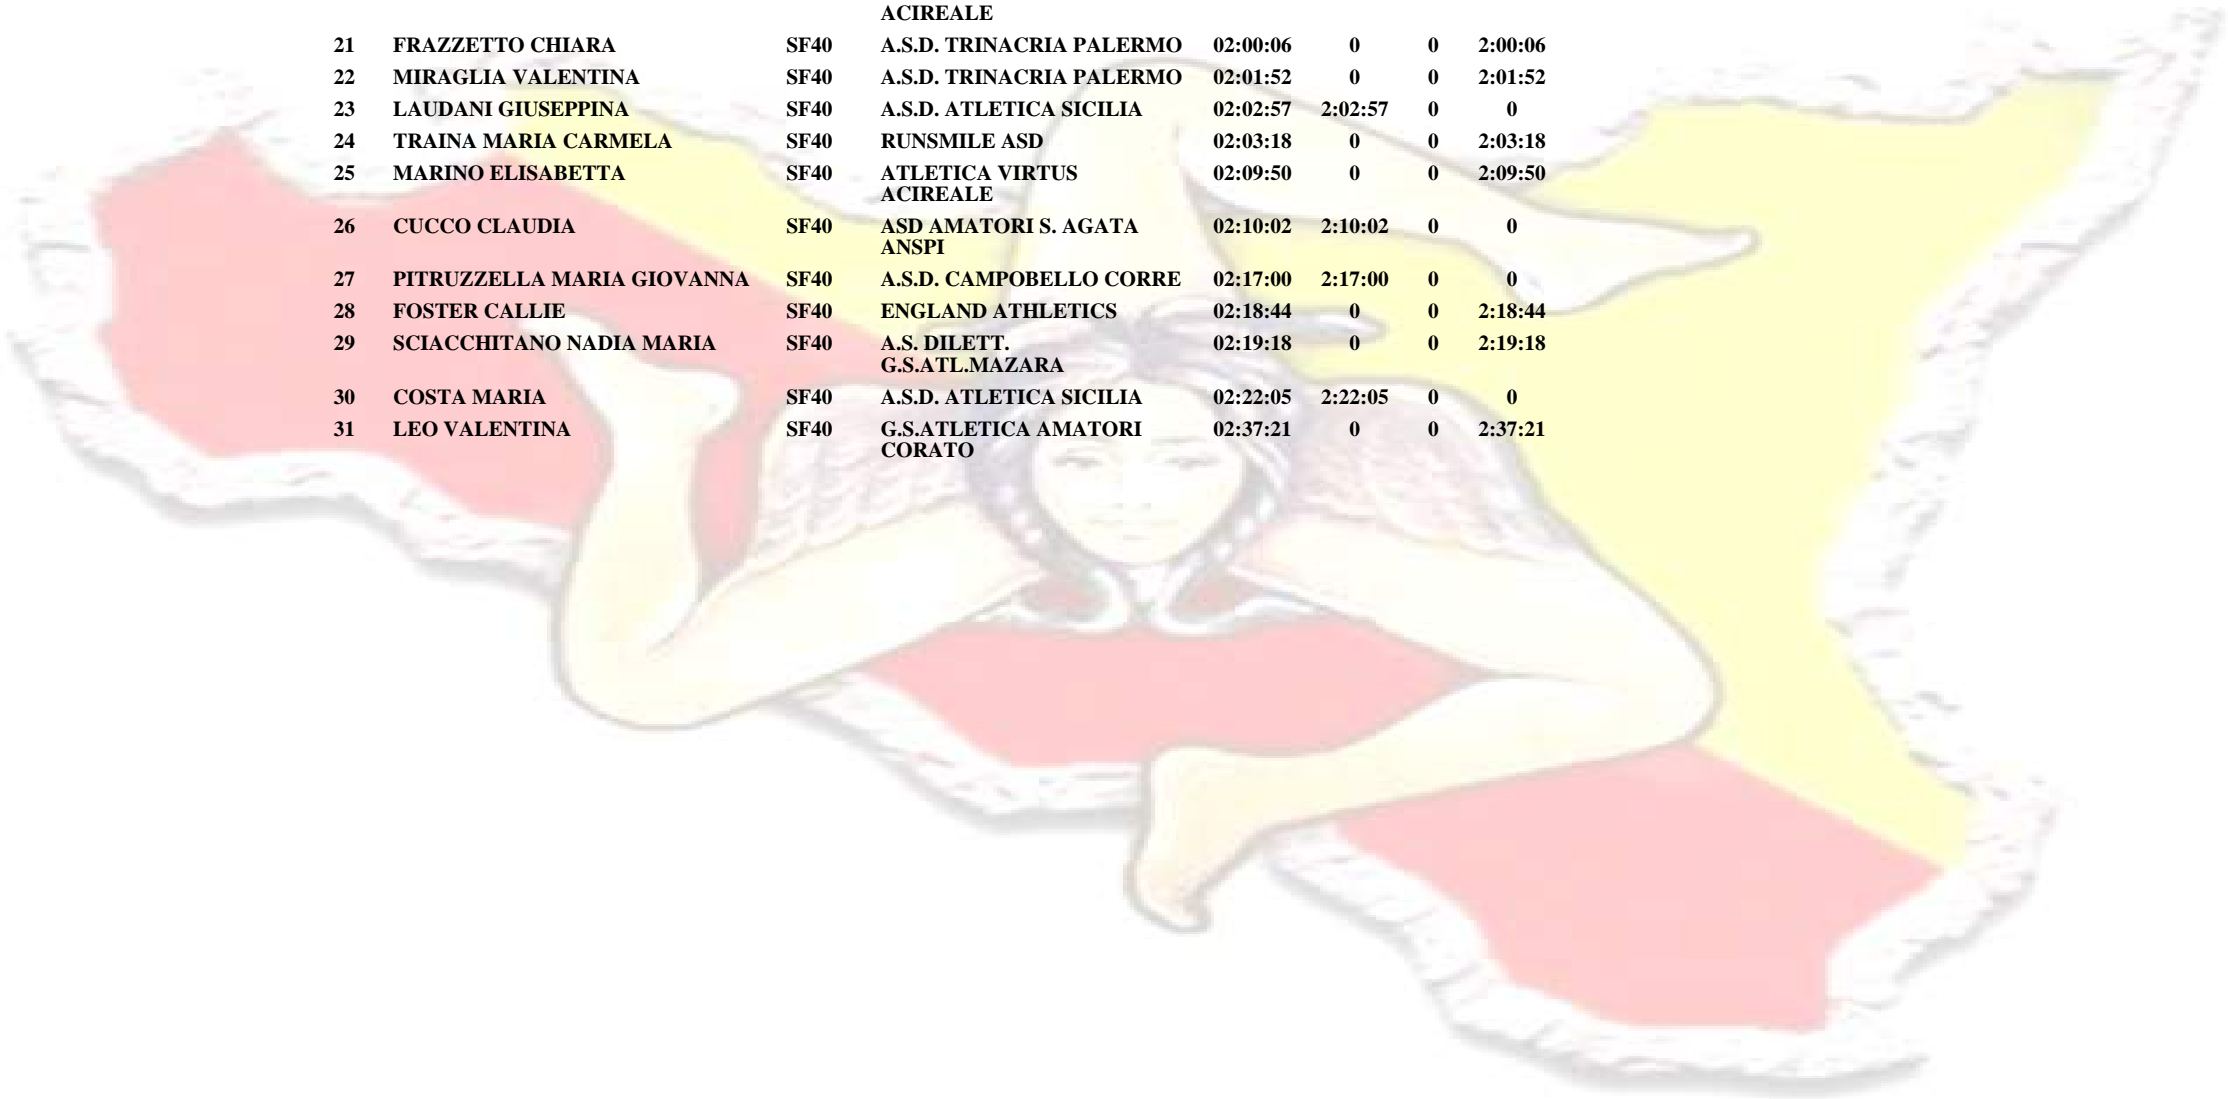 ACIREALE
21 FRAZZETTO CHIARA SF40 A.S.D. TRINACRIA PALERMO 02:00:06 0 0 2:00:06
22 MIRAGLIA VALENTINA SF40 A.S.D. TRINACRIA PALERMO 02:01:52 0 0 2:01:52
23 LAUDANI GIUSEPPINA SF40 A.S.D. ATLETICA SICILIA 02:02:57 2:02:57 0 0
24 TRAINA MARIA CARMELA SF40 RUNSMILE ASD 02:03:18 0 0 2:03:18
25 MARINO ELISABETTA SF40 ATLETICA VIRTUS 02:09:50 0 0 2:09:50
ACIREALE
26 CUCCO CLAUDIA SF40 ASD AMATORI S. AGATA 02:10:02 2:10:02 0 0
ANSPI
27 PITRUZZELLA MARIA GIOVANNA SF40 A.S.D. CAMPOBELLO CORRE 02:17:00 2:17:00 0 0
28 FOSTER CALLIE SF40 ENGLAND ATHLETICS 02:18:44 0 0 2:18:44
29 SCIACCHITANO NADIA MARIA SF40 A.S. DILETT. 02:19:18 0 0 2:19:18
G.S.ATL.MAZARA
30 COSTA MARIA SF40 A.S.D. ATLETICA SICILIA 02:22:05 2:22:05 0 0
31 LEO VALENTINA SF40 G.S.ATLETICA AMATORI 02:37:21 0 0 2:37:21
CORATO